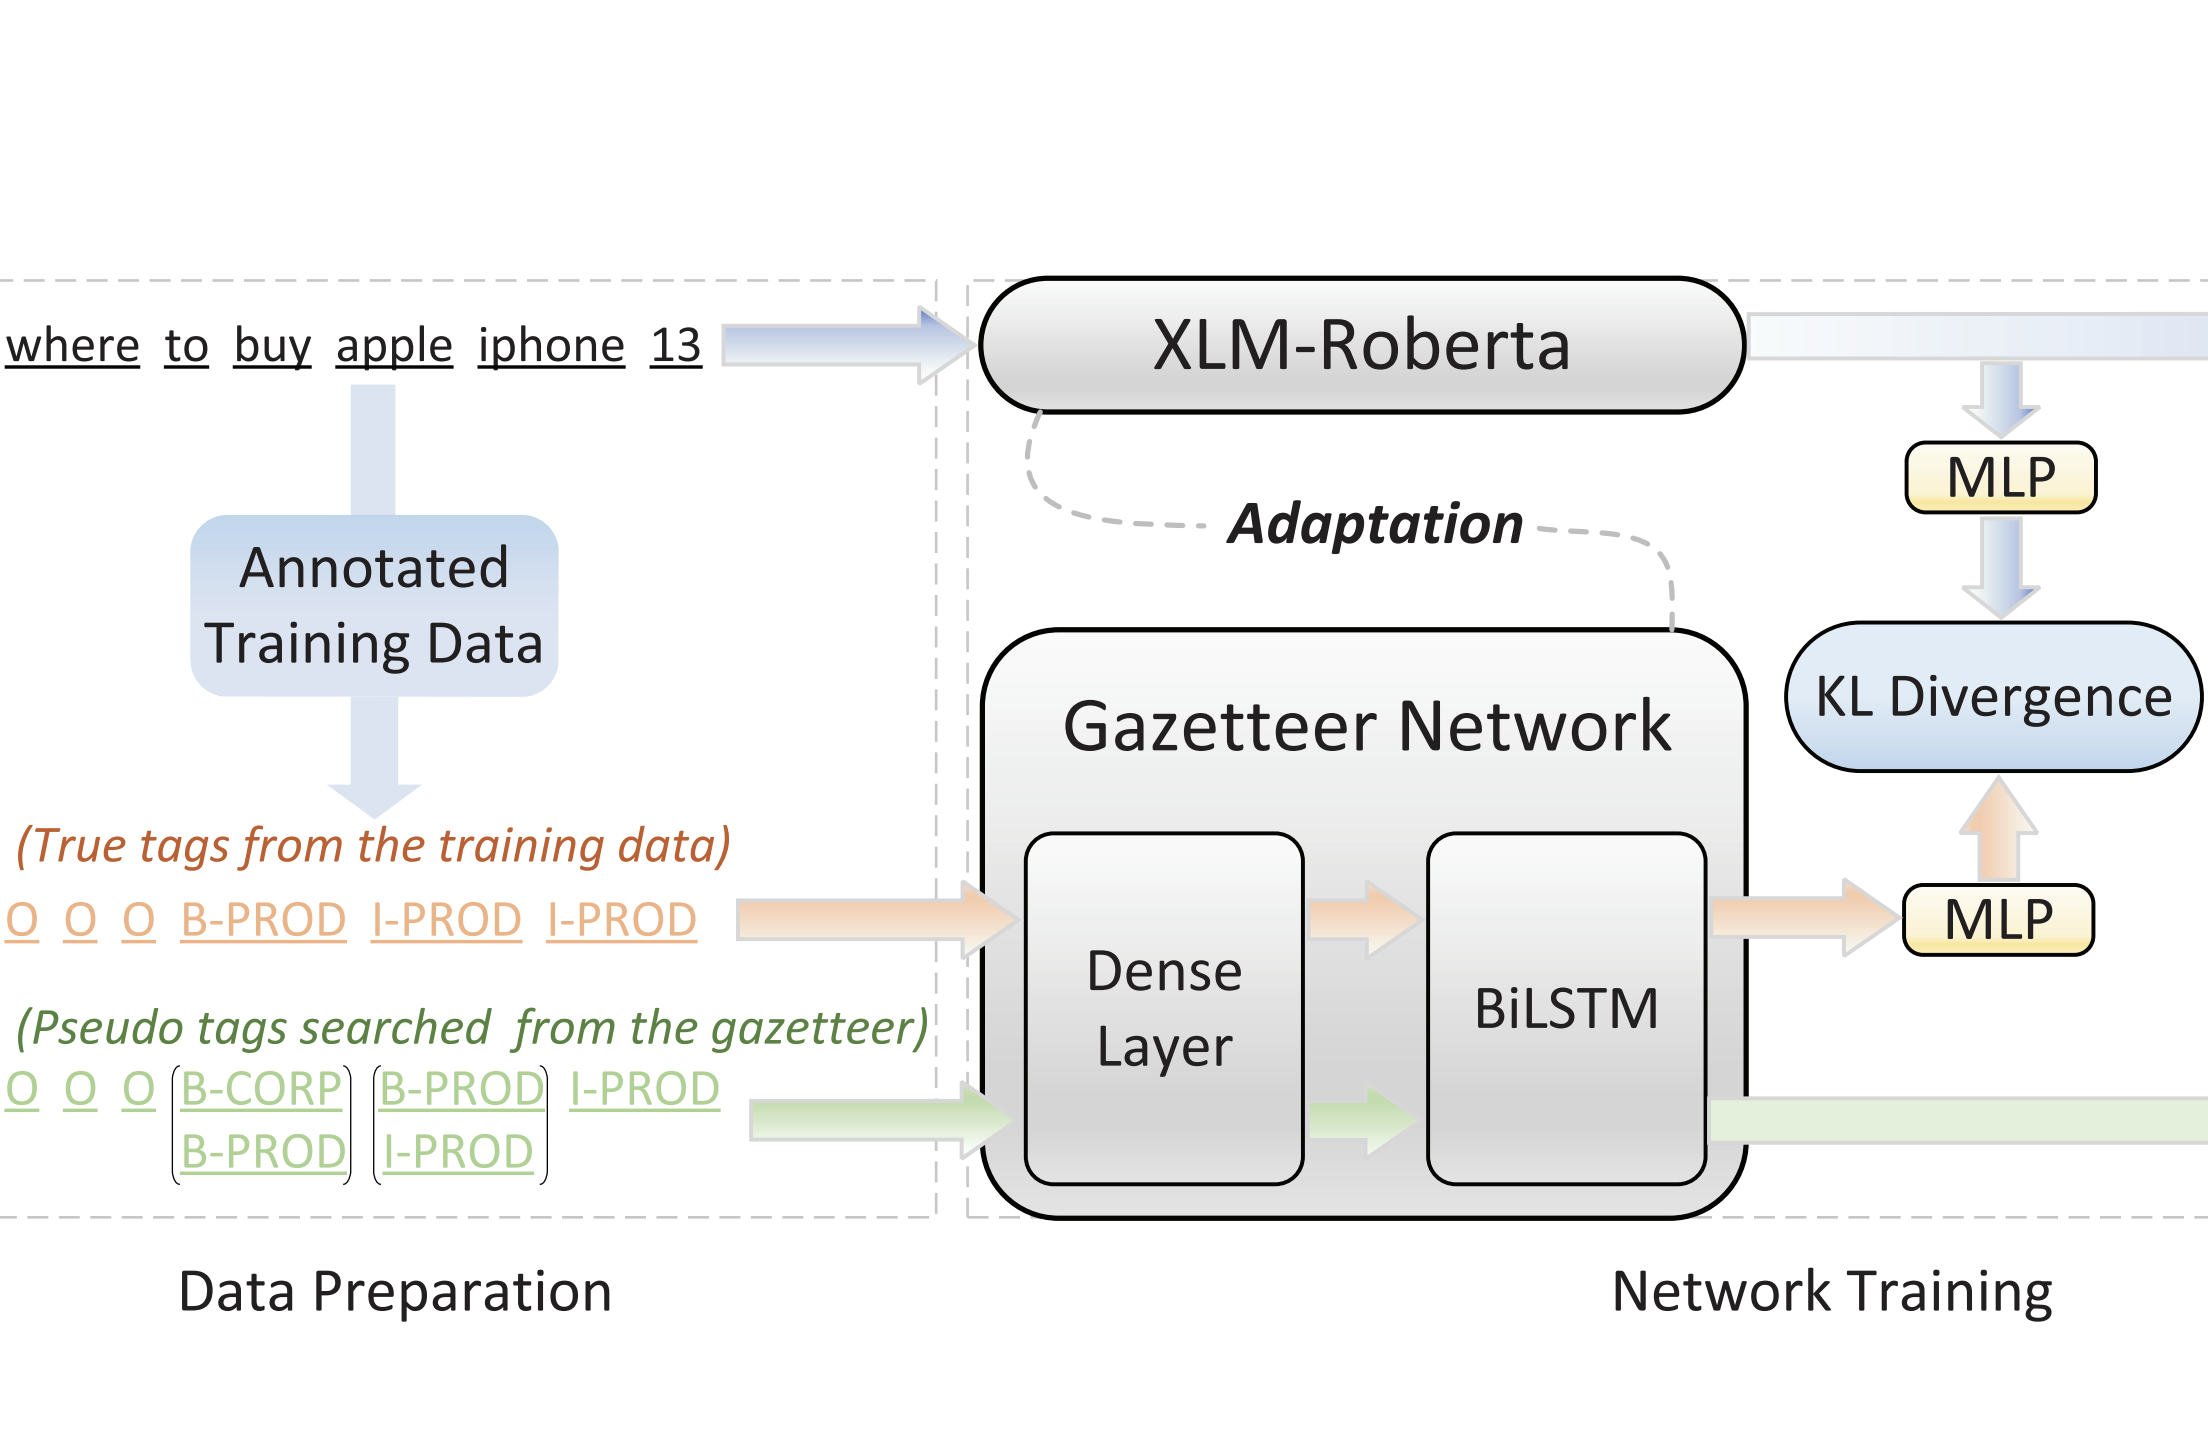 where to buy apple iphone 13
XLM-Roberta
MLP
Adaptation
Annotated
Training Data
KL Divergence
Gazetteer Network
(True tags from the training data)
O O O B-PROD I-PROD I-PROD
Dense
Layer
BiLSTM
MLP
(Pseudo tags searched from the gazetteer)
O O O B-CORP B-PROD I-PROD
B-PROD I-PROD
Data Preparation
Network Training